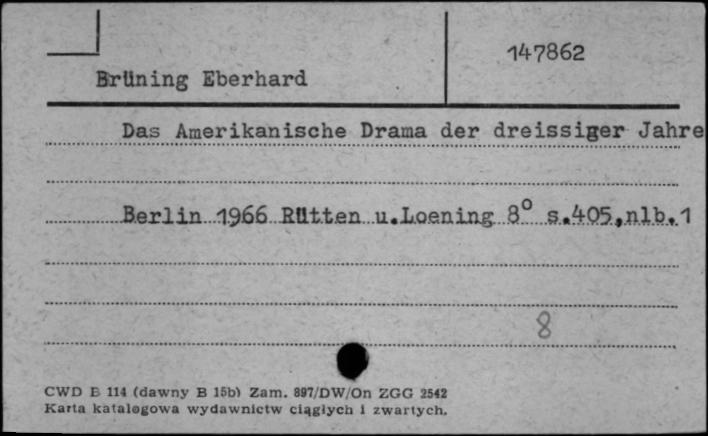 147862
Brüning Eberhard
Das Amerikanische Drama der dreissiger Jahre
Berlin 1966 Rütten u.Loening 8° s.405,nlb.1
8
CWD B 114 (dawny B 15b) Zam. 897/DW/On ZGG 2542
Karta katalogowa wydawnictw ciągłych i zwartych.